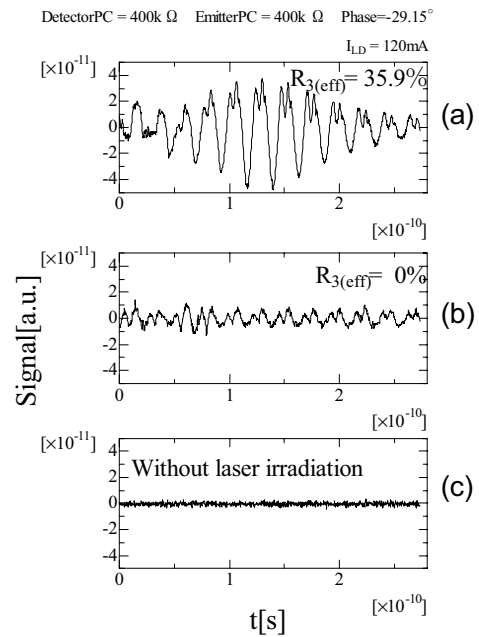 DetectorPC = 400k Ω EmitterPC = 400k Ω Phase=-29.15°
I_LD = 120mA
[×10⁻¹¹]
R_3(eff) = 35.9%
4
2
0
-2
-4
(a)
0 1 2
[×10⁻¹⁰]
[×10⁻¹¹]
R_3(eff) = 0%
4
2
0
-2
-4
(b)
0 1 2
[×10⁻¹⁰]
Signal[a.u.]
[×10⁻¹¹]
Without laser irradiation
4
2
0
-2
-4
(c)
0 1 2
[×10⁻¹⁰]
t[s]